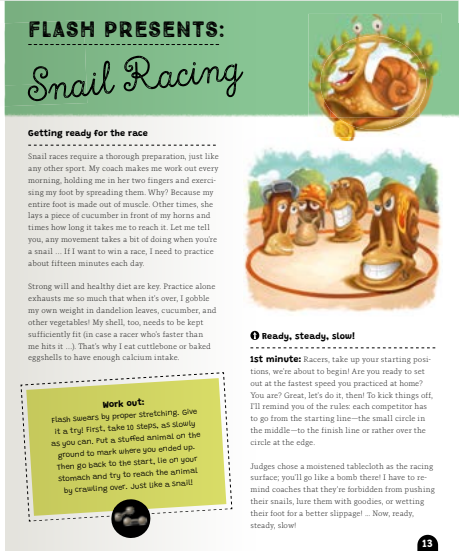 FLASH PRESENTS:
Snail Racing
Getting ready for the race
Snail races require a thorough preparation, just like
any other sport. My coach makes me work out every
morning, holding me in her two fingers and exerci-
sing my foot by spreading them. Why? Because my
entire foot is made out of muscle. Other times, she
lays a piece of cucumber in front of my horns and
times how long it takes me to reach it. Let me tell
you, any movement takes a bit of doing when you're
a snail ... If I want to win a race, I need to practice
about fifteen minutes each day.
Strong will and healthy diet are key. Practice alone
exhausts me so much that when it's over, I gobble
my own weight in dandelion leaves, cucumber, and
other vegetables! My shell, too, needs to be kept
sufficiently fit (in case a racer who's faster than
me hits it ...). That's why I eat cuttlebone or baked
eggshells to have enough calcium intake.
Work out:
Flash swears by proper stretching. Give
it a try! First, take 10 steps, as slowly
as you can. Put a stuffed animal on the
ground to mark where you ended up.
Then go back to the start, lie on your
stomach and try to reach the animal
by crawling over. Just like a snail!
Ready, steady, slow!
1st minute: Racers, take up your starting posi-
tions, we're about to begin! Are you ready to set
out at the fastest speed you practiced at home?
You are? Great, let's do it, then! To kick things off,
I'll remind you of the rules: each competitor has
to go from the starting line—the small circle in
the middle—to the finish line or rather over the
circle at the edge.
Judges chose a moistened tablecloth as the racing
surface; you'll go like a bomb there! I have to re-
mind coaches that they're forbidden from pushing
their snails, lure them with goodies, or wetting
their foot for a better slippage! ... Now, ready,
steady, slow!
13